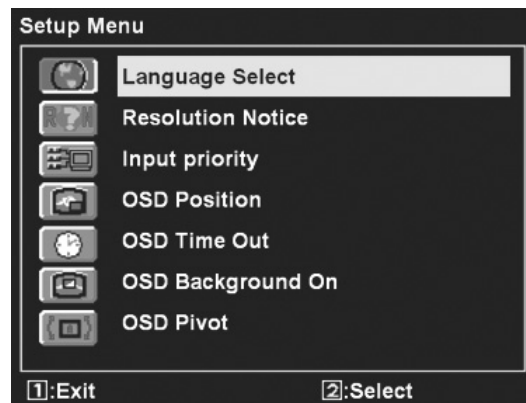 Setup Menu
Language Select
Resolution Notice
Input priority
OSD Position
OSD Time Out
OSD Background On
OSD Pivot
1:Exit 2:Select